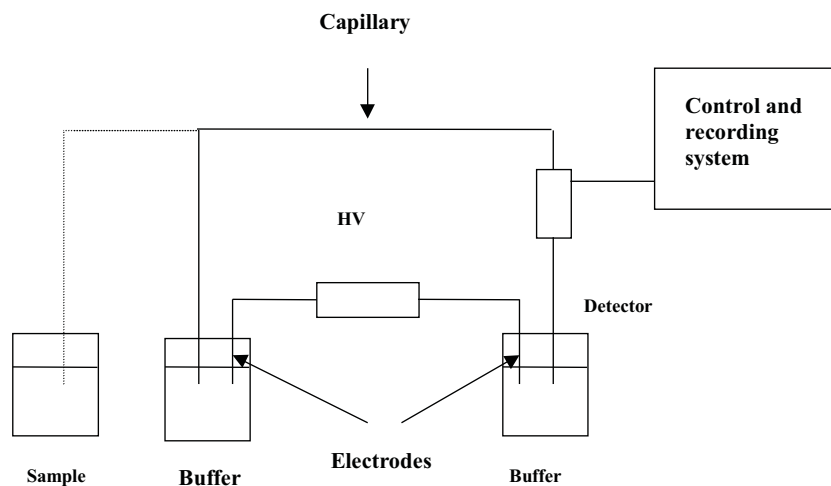 Capillary
Control and
recording
system
HV
Detector
Electrodes
Sample
Buffer
Buffer